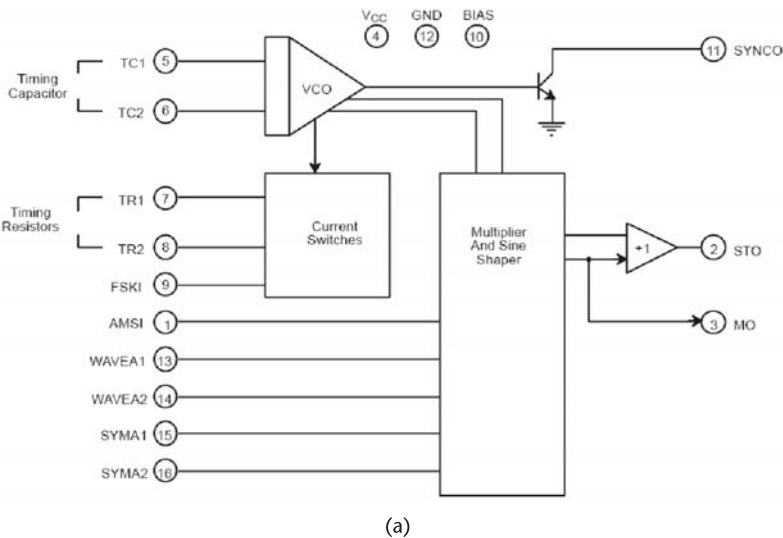 VCC GND BIAS
4 12 10
Timing
Capacitor
TC1 5
TC2 6
VCO
11 SYNCO
Timing
Resistors
TR1 7
TR2 8
FSKI 9
Current
Switches
Multiplier
And Sine
Shaper
+1
2 STO
3 MO
AMSI 1
WAVEA1 13
WAVEA2 14
SYMA1 15
SYMA2 16
(a)